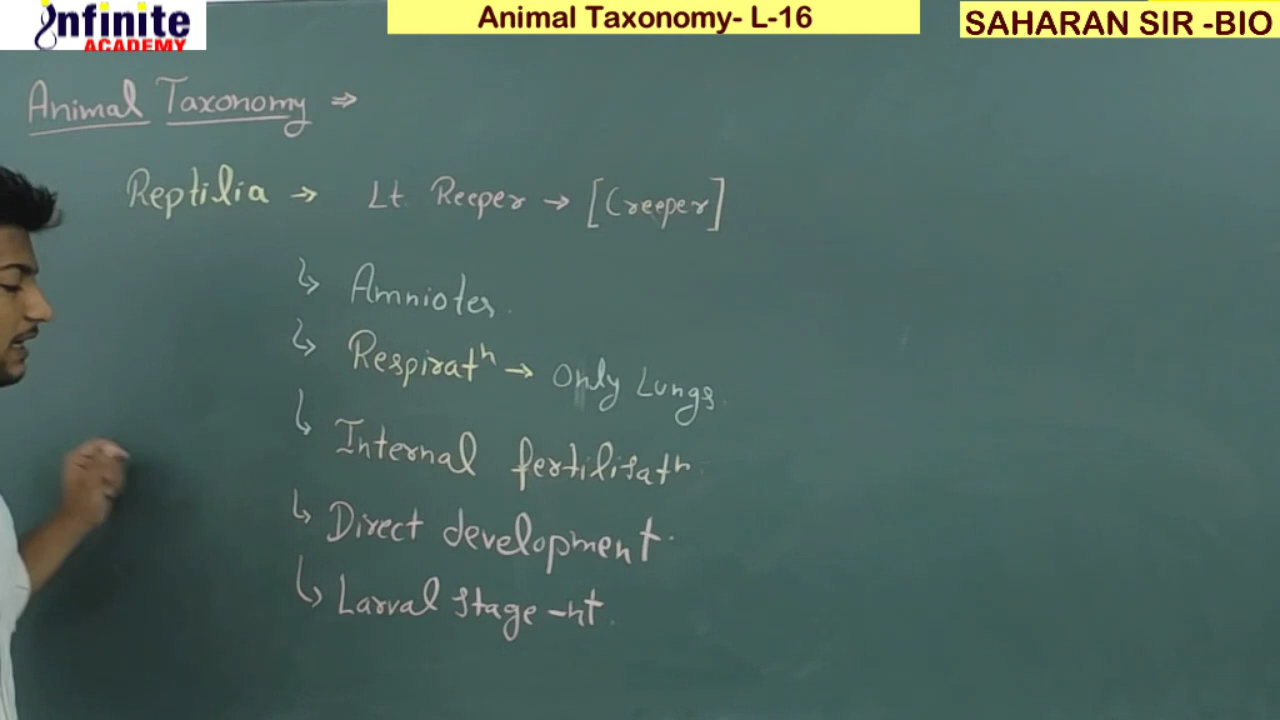 Infinite
ACADEMY
Animal Taxonomy- L-16
SAHARAN SIR -BIO
Animal Taxonomy ⇒
Reptilia → Lt Reeper → [Creeper]
↳ Amniotes.
↳ Respiratⁿ → Only Lungs.
↳ Internal fertilisatⁿ.
↳ Direct development.
↳ Larval stage -nt.